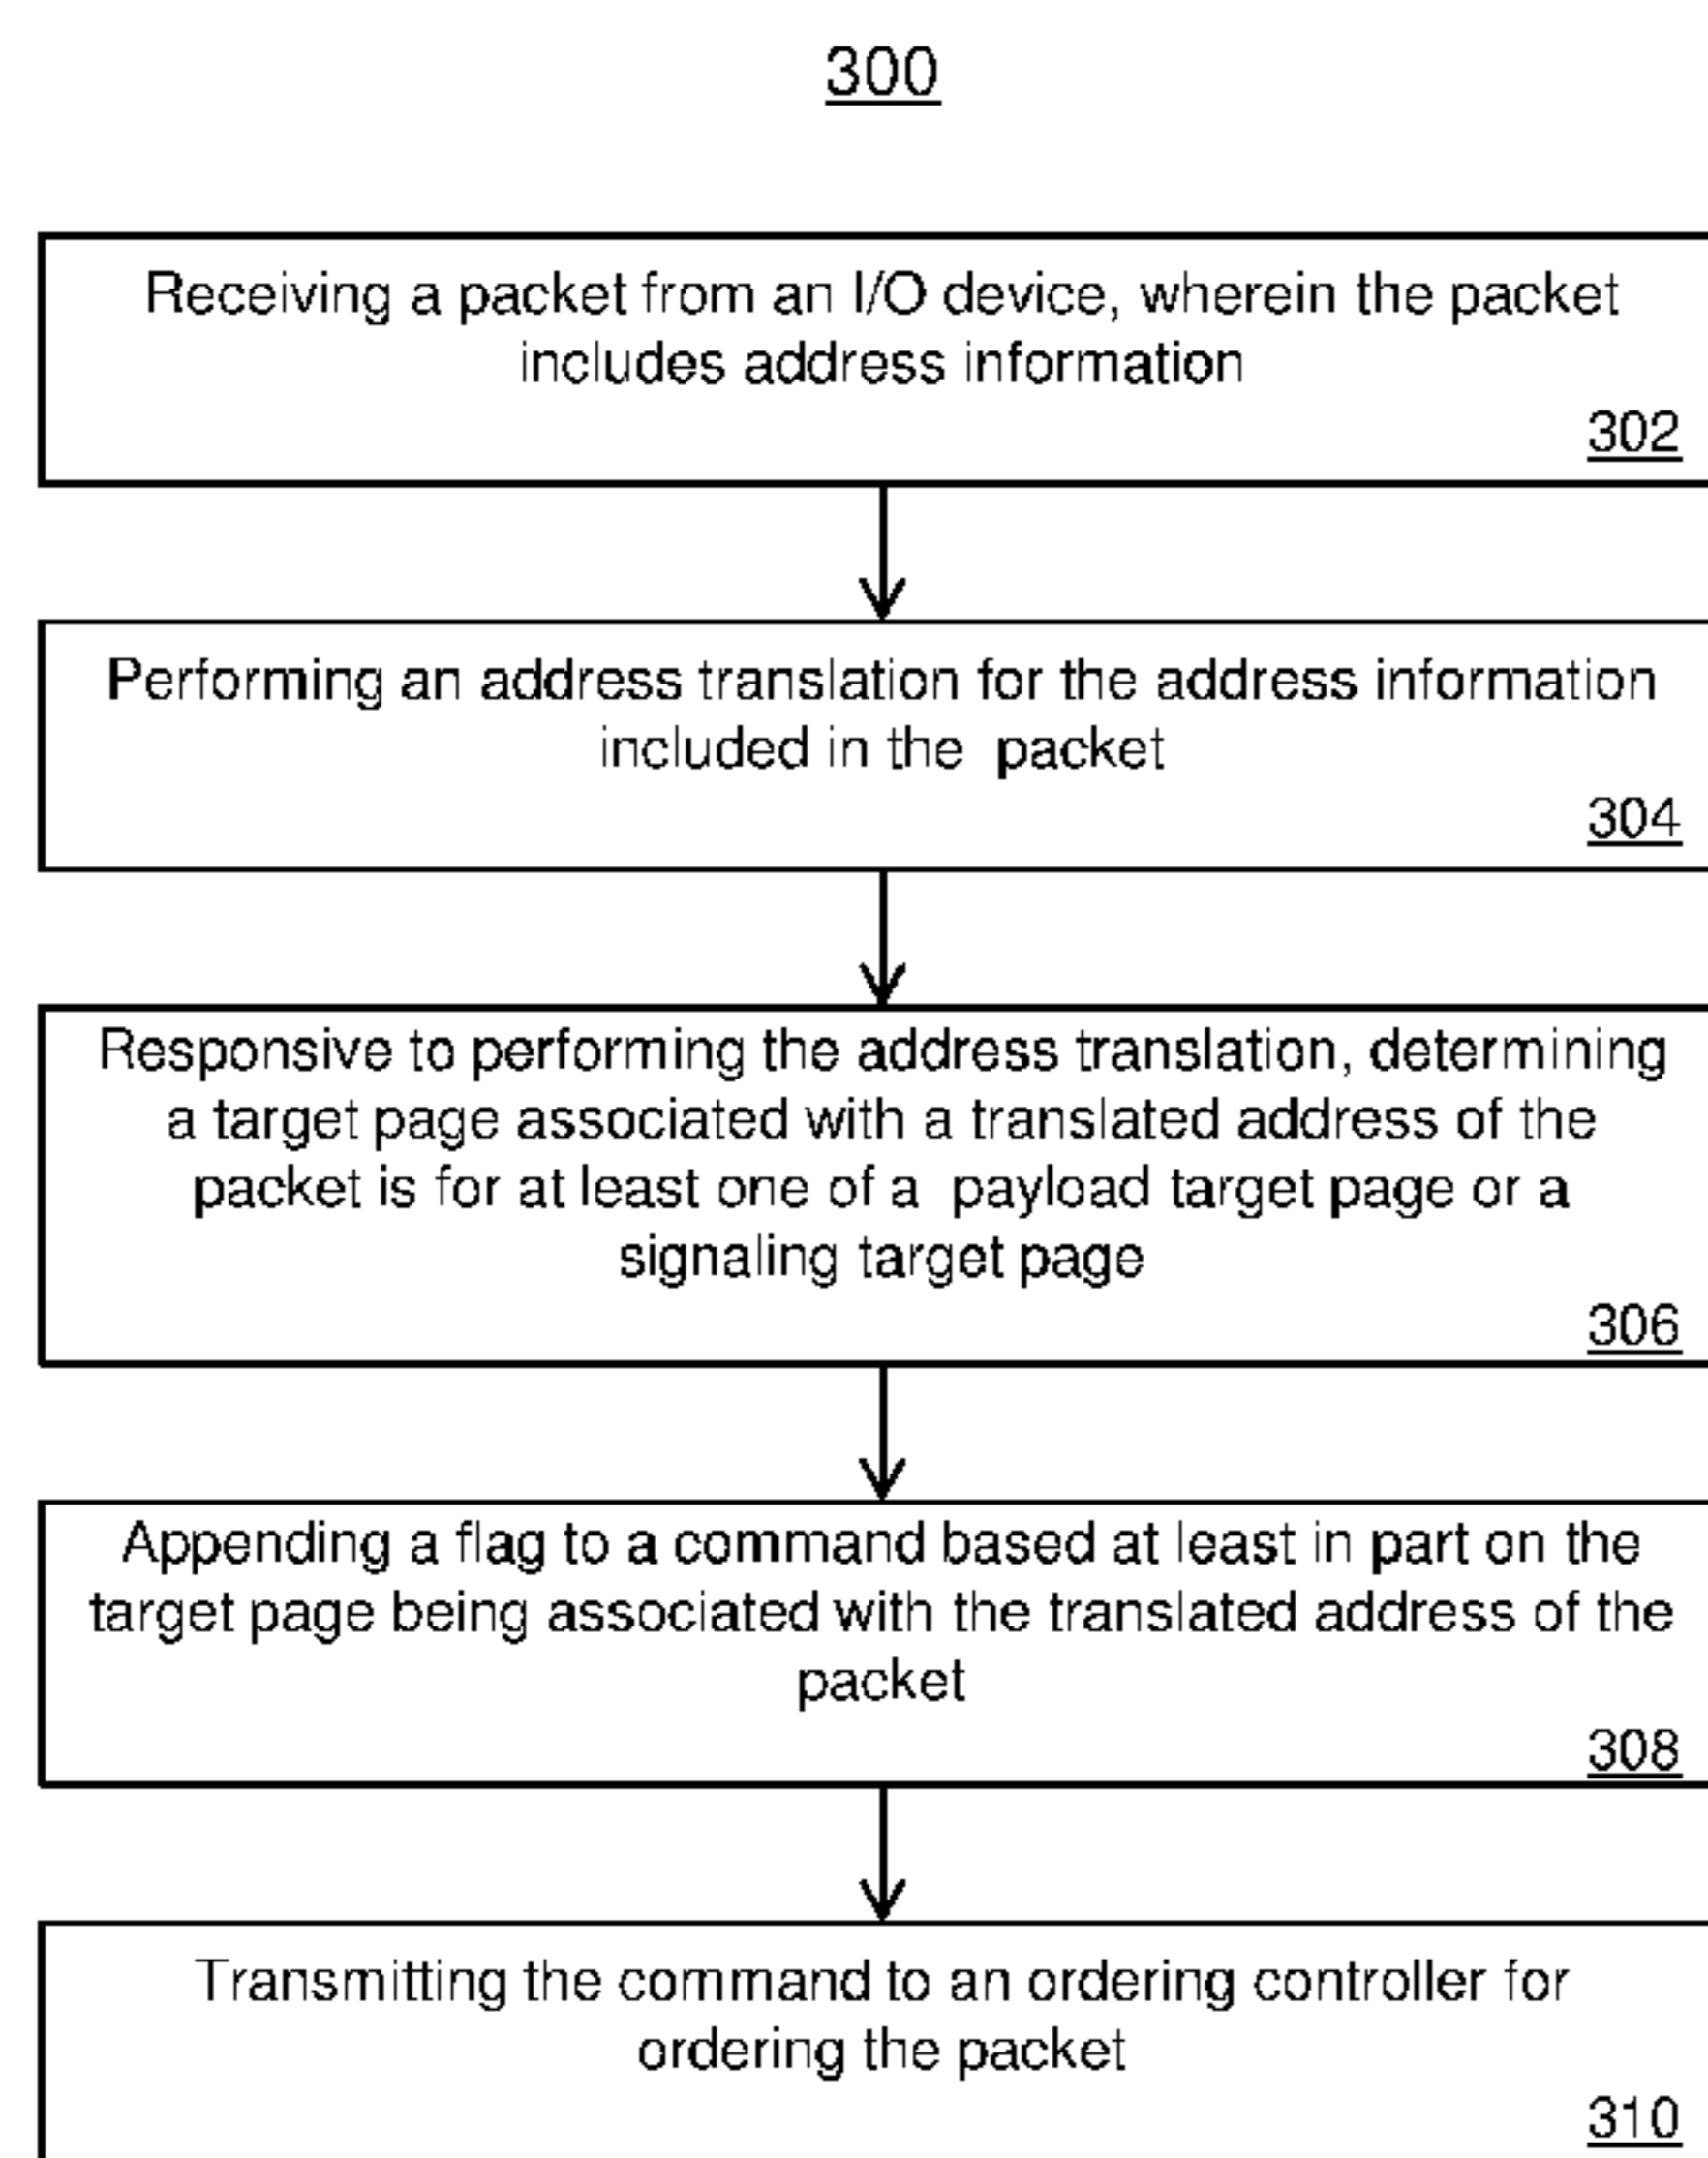 300
Receiving a packet from an I/O device, wherein the packet
includes address information
302
Performing an address translation for the address information
included in the packet
304
Responsive to performing the address translation, determining
a target page associated with a translated address of the
packet is for at least one of a payload target page or a
signaling target page
306
Appending a flag to a command based at least in part on the
target page being associated with the translated address of the
packet
308
Transmitting the command to an ordering controller for
ordering the packet
310